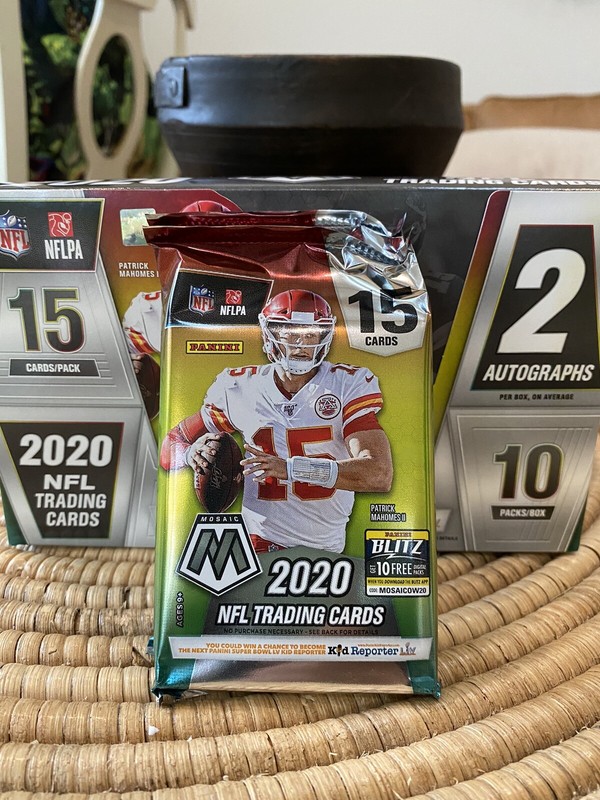 TRADING CARDS
NFL
NFLPA
PATRICK
MAHOMES II
15
CARDS/PACK
2020
NFL
TRADING
CARDS
2
AUTOGRAPHS
PER BOX, ON AVERAGE
10
PACKS/BOX
NFL
NFLPA
15
CARDS
PANINI
15
15
PATRICK
MAHOMES II
MOSAIC
M
PANINI
BLITZ
GET 10 FREE DIGITAL PACKS
WHEN YOU DOWNLOAD THE BLITZ APP
CODE: MOSAICOW20
2020
NFL TRADING CARDS
AGES 9+
NO PURCHASE NECESSARY - SEE BACK FOR DETAILS
YOU COULD WIN A CHANCE TO BECOME
THE NEXT PANINI SUPER BOWL LV KID REPORTER
Kid Reporter LV